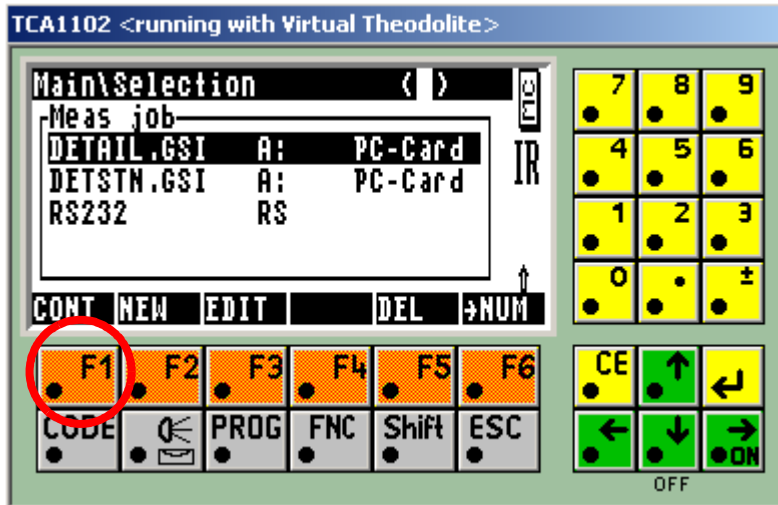 TCA1102 <running with Virtual Theodolite>
Main\Selection ( )
MC
Meas job
DETAIL.GSI A: PC-Card
DETSTN.GSI A: PC-Card
RS232 RS
IR
CONT NEW EDIT DEL →NUM
F1 F2 F3 F4 F5 F6
CODE PROG FNC Shift ESC
7 8 9
4 5 6
1 2 3
0 . ±
CE ↑ ↵
← ↓ → ON
OFF